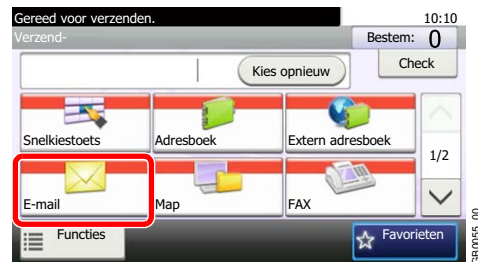 Gereed voor verzenden. 10:10
Verzend- Bestem: 0
Kies opnieuw Check
Snelkiestoets Adresboek Extern adresboek
1/2
E-mail Map FAX
Functies Favorieten
GB0055_00